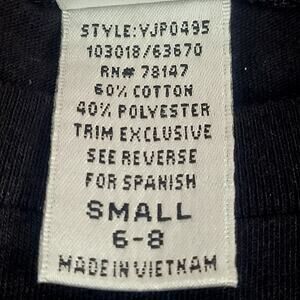 STYLE:VJP0495
103018/63670
RN# 78147
60% COTTON
40% POLYESTER
TRIM EXCLUSIVE
SEE REVERSE
FOR SPANISH
SMALL
6-8
MADE IN VIETNAM